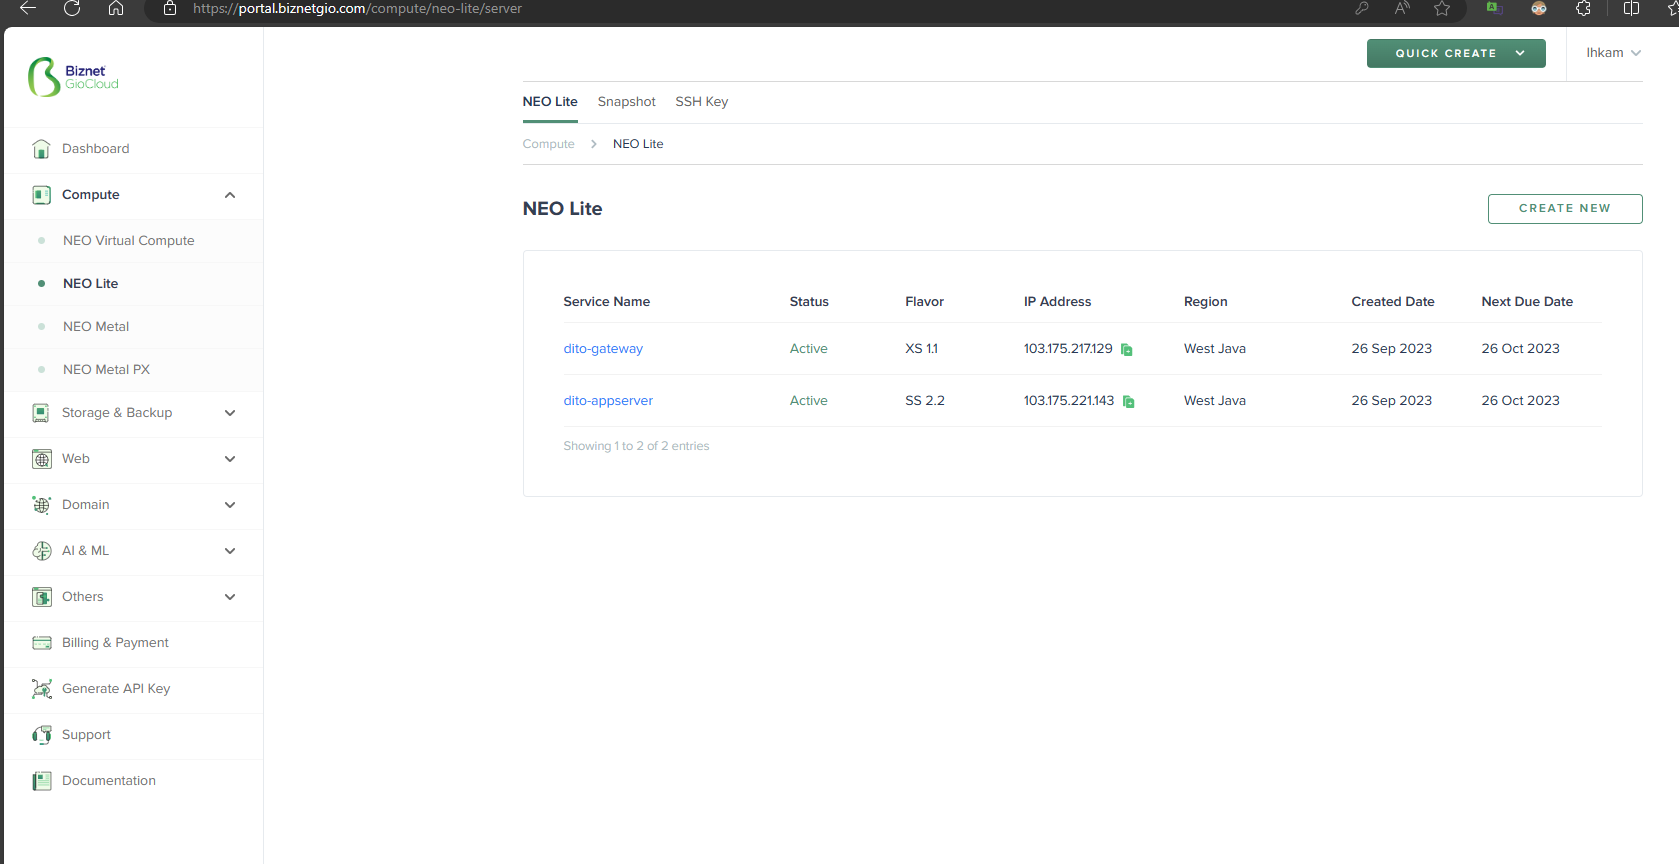 https://portal.biznetgio.com/compute/neo-lite/server
Biznet
GioCloud
QUICK CREATE
Ihkam
NEO Lite Snapshot SSH Key
Compute NEO Lite
Dashboard
Compute
NEO Virtual Compute
NEO Lite
NEO Metal
NEO Metal PX
Storage & Backup
Web
Domain
AI & ML
Others
Billing & Payment
Generate API Key
Support
Documentation
NEO Lite
CREATE NEW
Service Name Status Flavor IP Address Region Created Date Next Due Date
dito-gateway Active XS 1.1 103.175.217.129 West Java 26 Sep 2023 26 Oct 2023
dito-appserver Active SS 2.2 103.175.221.143 West Java 26 Sep 2023 26 Oct 2023
Showing 1 to 2 of 2 entries